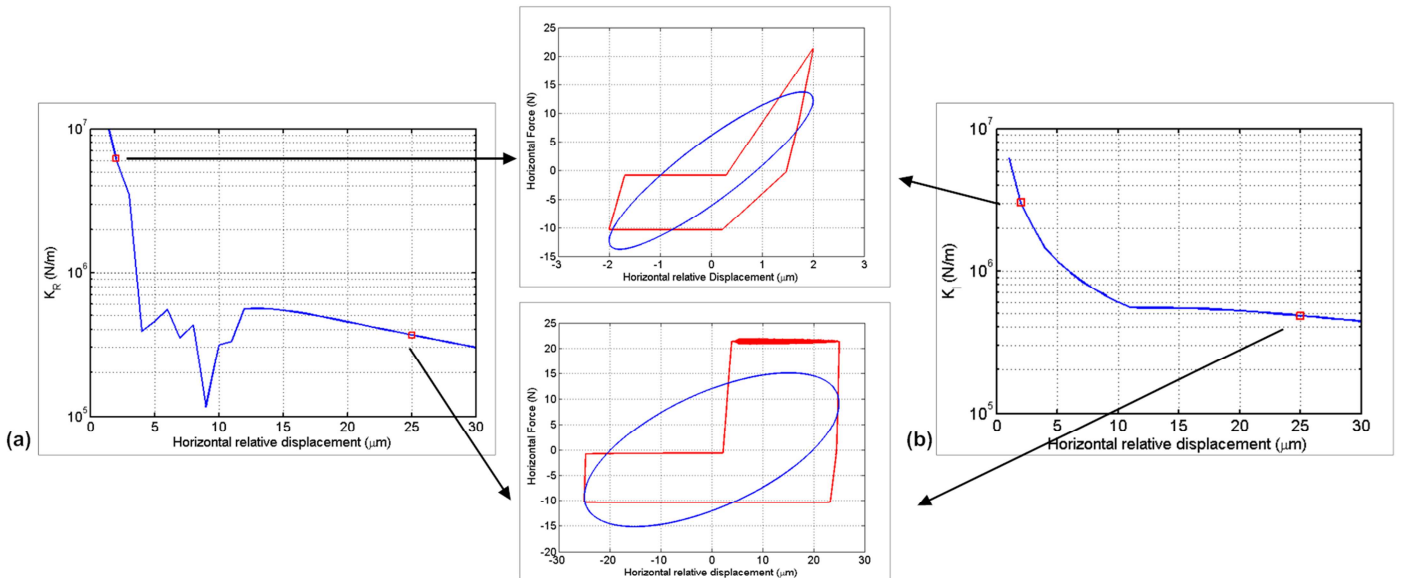 25
20
15
10
5
0
-5
-10
-15
-3 -2 -1 0 1 2 3
Horizontal Force (N)
Horizontal relative Displacement (μm)
10^7
10^6
10^5
0 5 10 15 20 25 30
K_R (N/m)
Horizontal relative displacement (μm)
(a)
25
20
15
10
5
0
-5
-10
-15
-20
-30 -20 -10 0 10 20 30
Horizontal Force (N)
Horizontal relative displacement (μm)
10^7
10^6
10^5
0 5 10 15 20 25 30
K_I (N/m)
Horizontal relative displacement (μm)
(b)